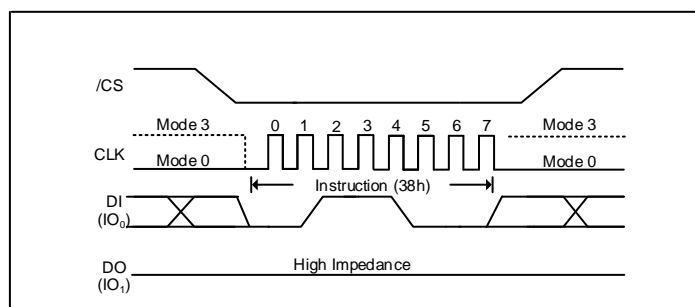 /CS
Mode 3 0 1 2 3 4 5 6 7 Mode 3
CLK
Mode 0 Mode 0
Instruction (38h)
DI
(IO₀)
High Impedance
DO
(IO₁)